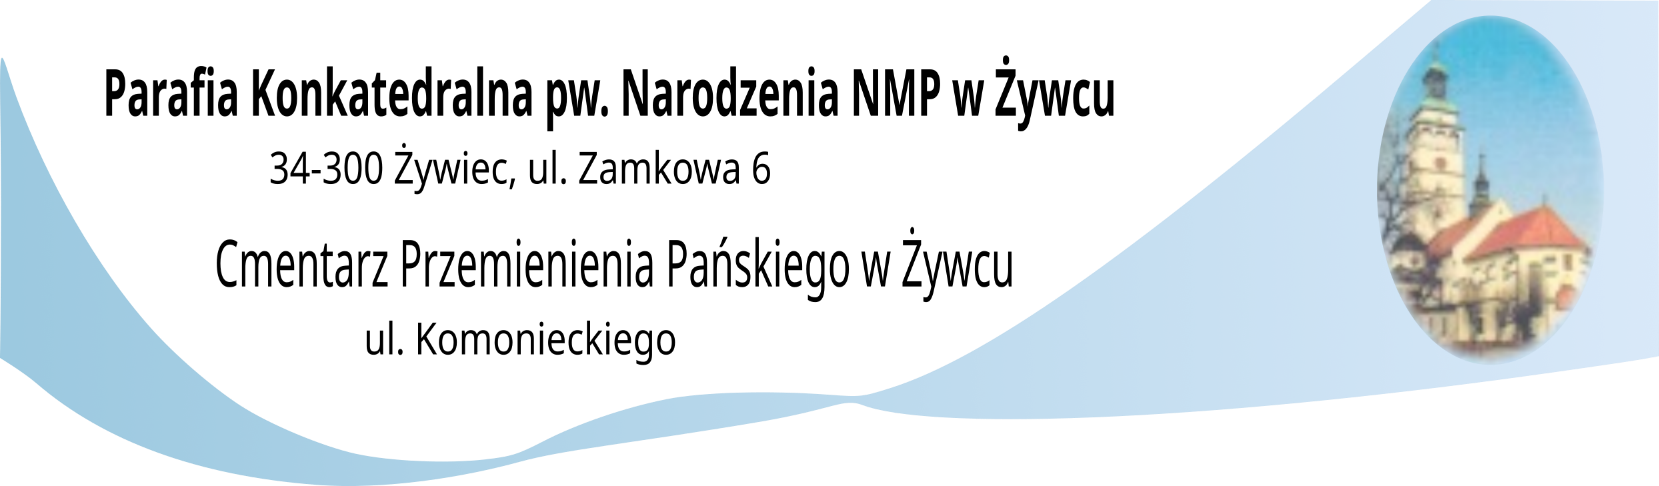 Parafia Konkatedralna pw. Narodzenia NMP w Żywcu
34-300 Żywiec, ul. Zamkowa 6
Cmentarz Przemienienia Pańskiego w Żywcu
ul. Komonieckiego